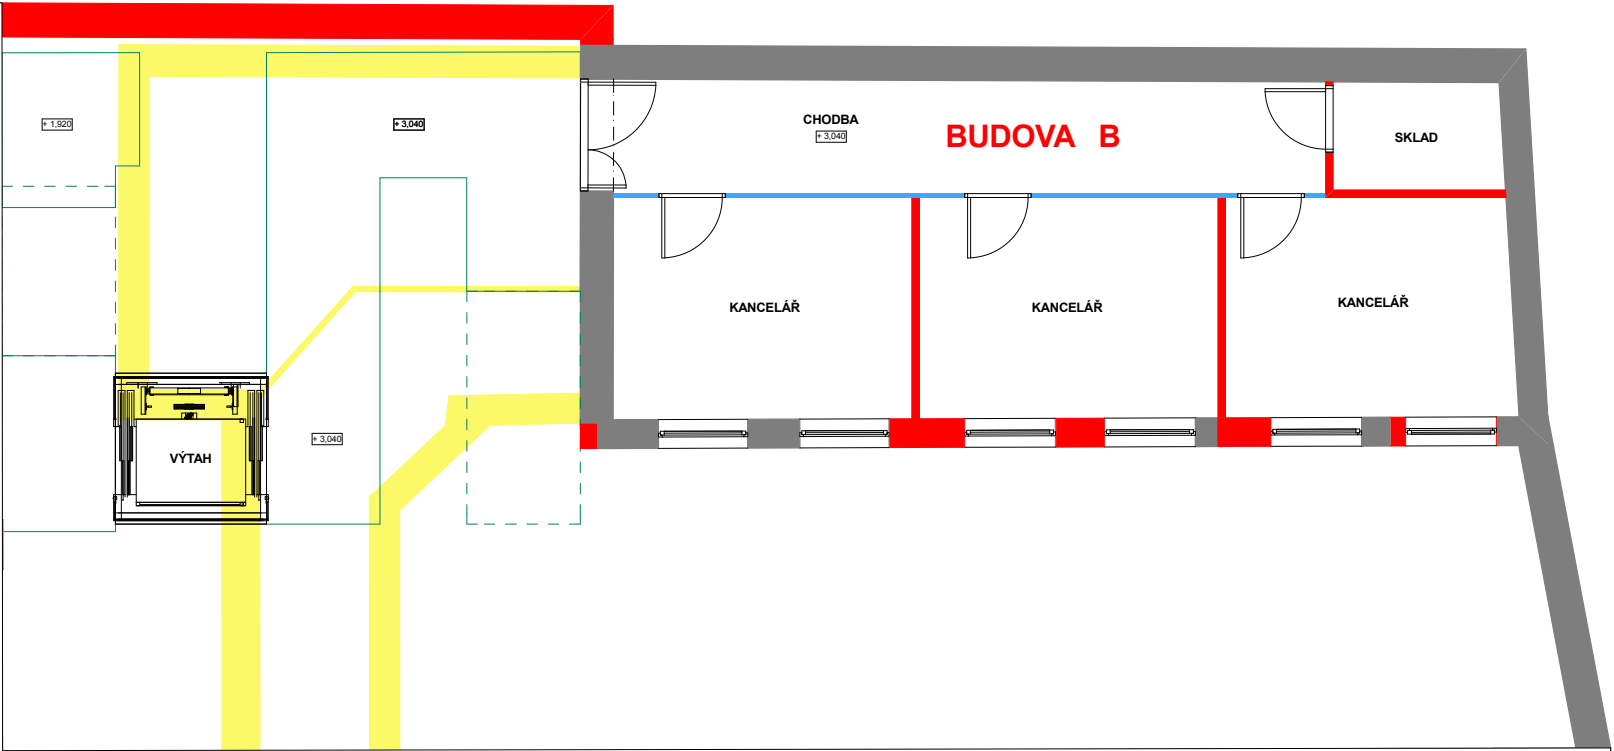 + 1,920
+ 3,040
CHODBA
+ 3,040
BUDOVA B
SKLAD
KANCELÁŘ
KANCELÁŘ
KANCELÁŘ
+ 3,040
VÝTAH